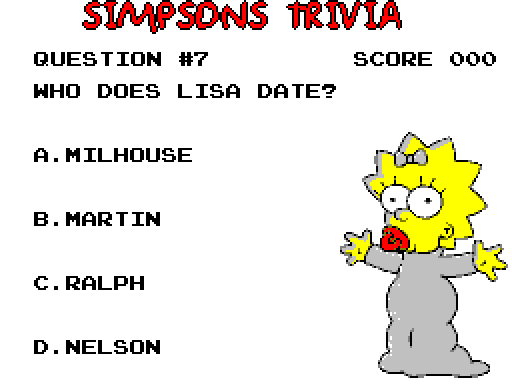 SIMPSONS TRIVIA
QUESTION #7 SCORE 000
WHO DOES LISA DATE?
A.MILHOUSE
B.MARTIN
C.RALPH
D.NELSON